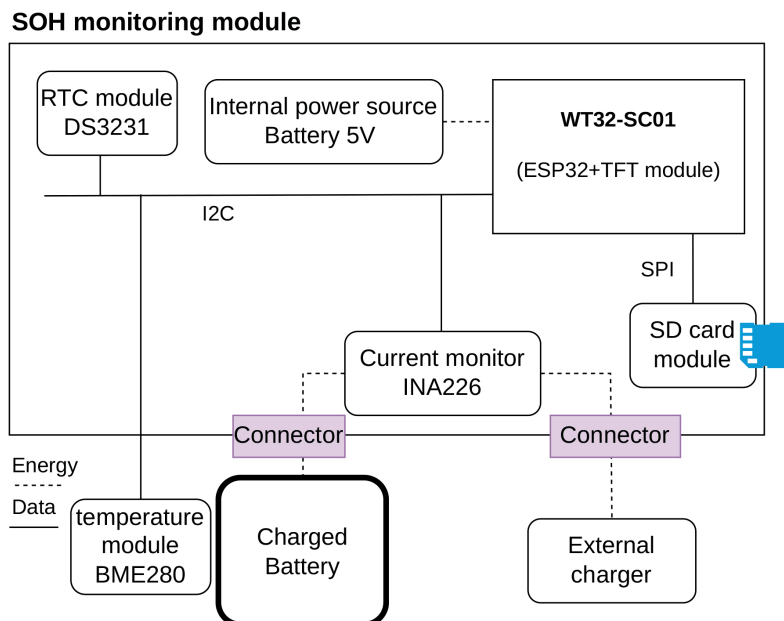 SOH monitoring module
RTC module
DS3231
Internal power source
Battery 5V
WT32-SC01
(ESP32+TFT module)
I2C
SPI
SD card
module
Current monitor
INA226
Connector
Connector
Energy
Data
temperature
module
BME280
Charged
Battery
External
charger